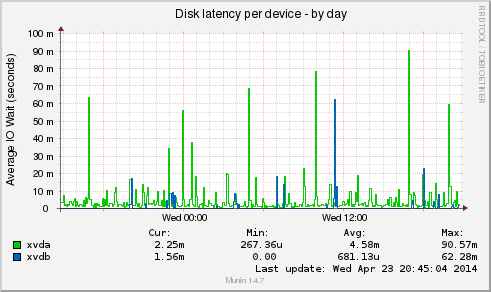 Disk latency per device - by day
RRDTOOL / TOBIOETIKER
Average IO Wait (seconds)
100 m
90 m
80 m
70 m
60 m
50 m
40 m
30 m
20 m
10 m
0
Wed 00:00 Wed 12:00
Cur: Min: Avg: Max:
xvda 2.25m 267.36u 4.58m 90.57m
xvdb 1.56m 0.00 681.13u 62.28m
Last update: Wed Apr 23 20:45:04 2014
Munin 1.4.7